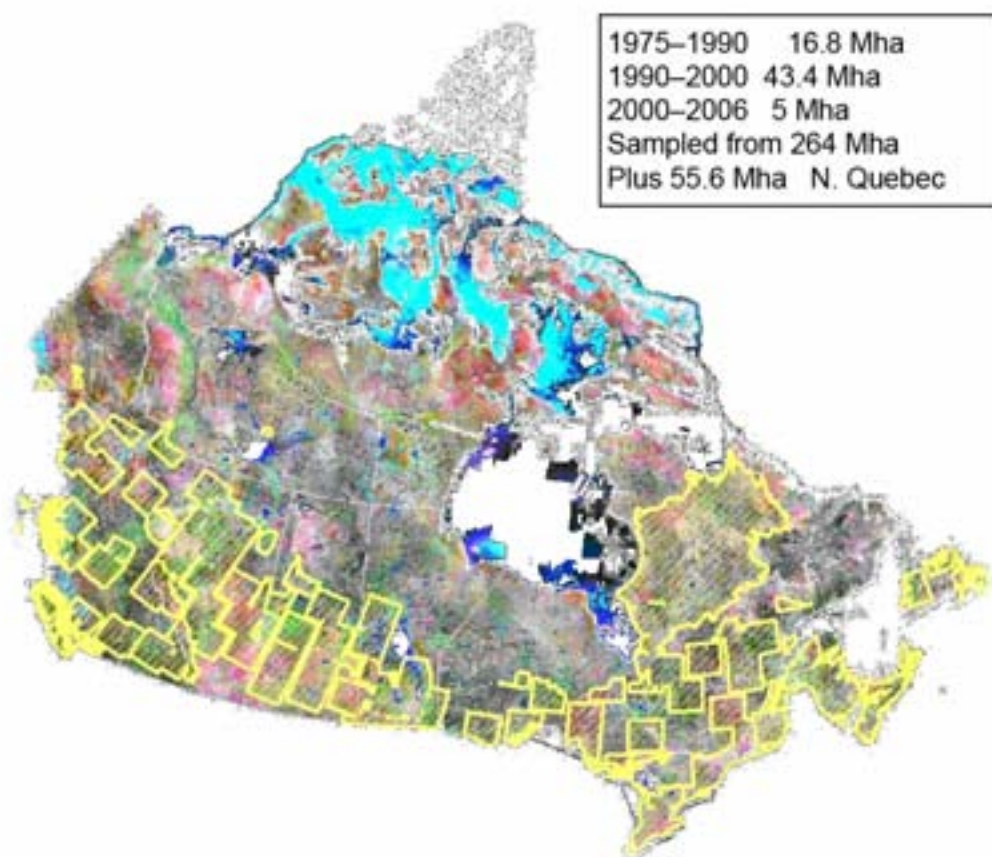 1975–1990 16.8 Mha
1990–2000 43.4 Mha
2000–2006 5 Mha
Sampled from 264 Mha
Plus 55.6 Mha N. Quebec